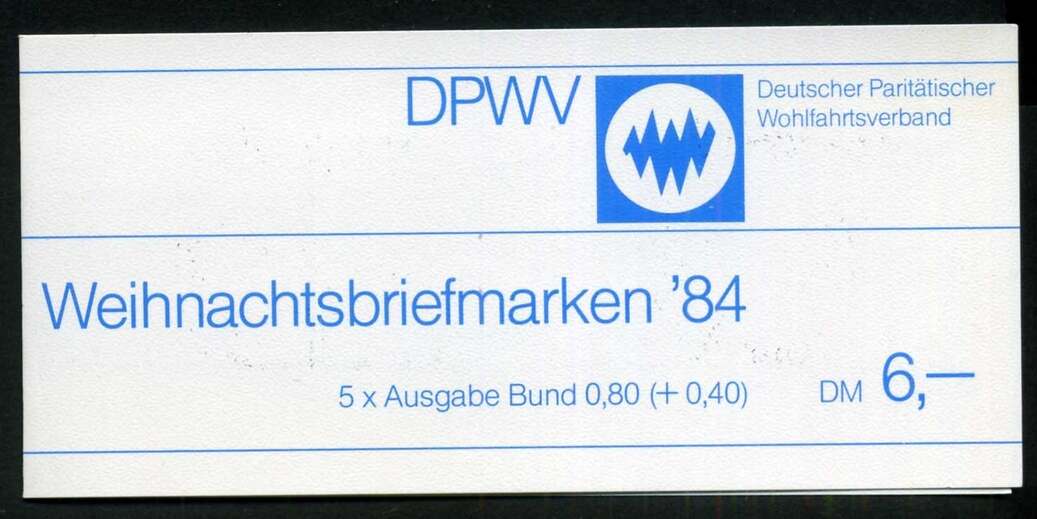 DPWV
Deutscher Paritätischer
Wohlfahrtsverband
Weihnachtsbriefmarken '84
5 x Ausgabe Bund 0,80 (+ 0,40)
DM 6,—